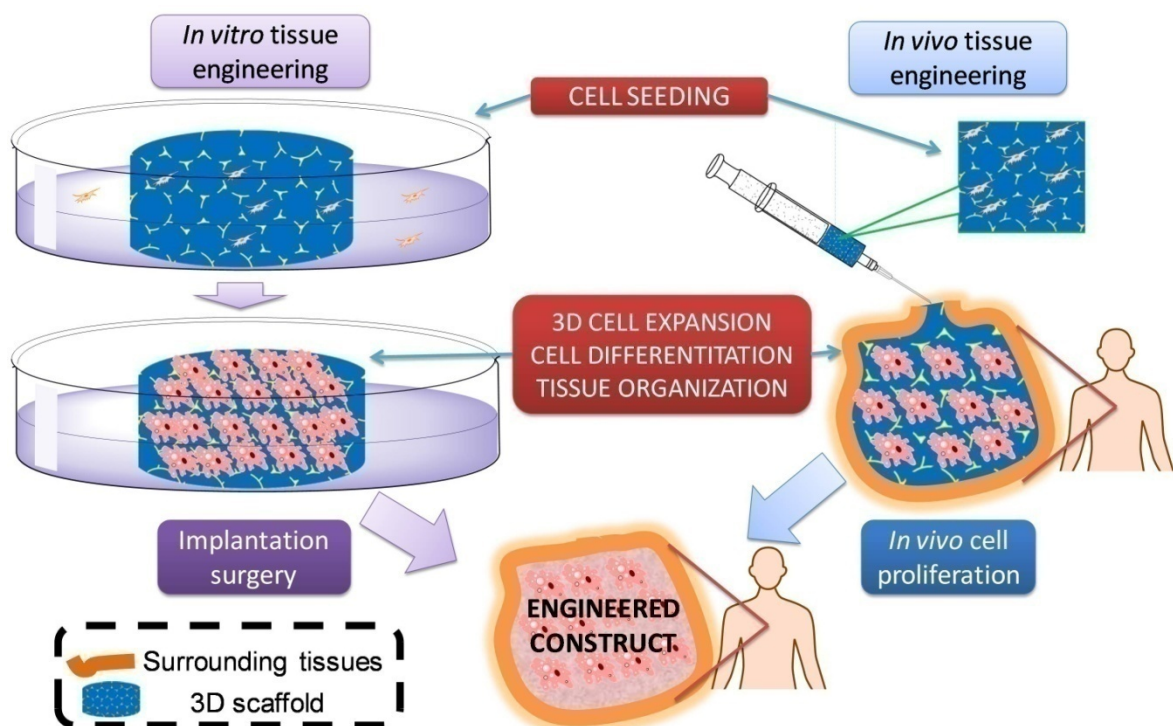 In vitro tissue
engineering
In vivo tissue
engineering
CELL SEEDING
3D CELL EXPANSION
CELL DIFFERENTITATION
TISSUE ORGANIZATION
Implantation
surgery
In vivo cell
proliferation
ENGINEERED
CONSTRUCT
Surrounding tissues
3D scaffold